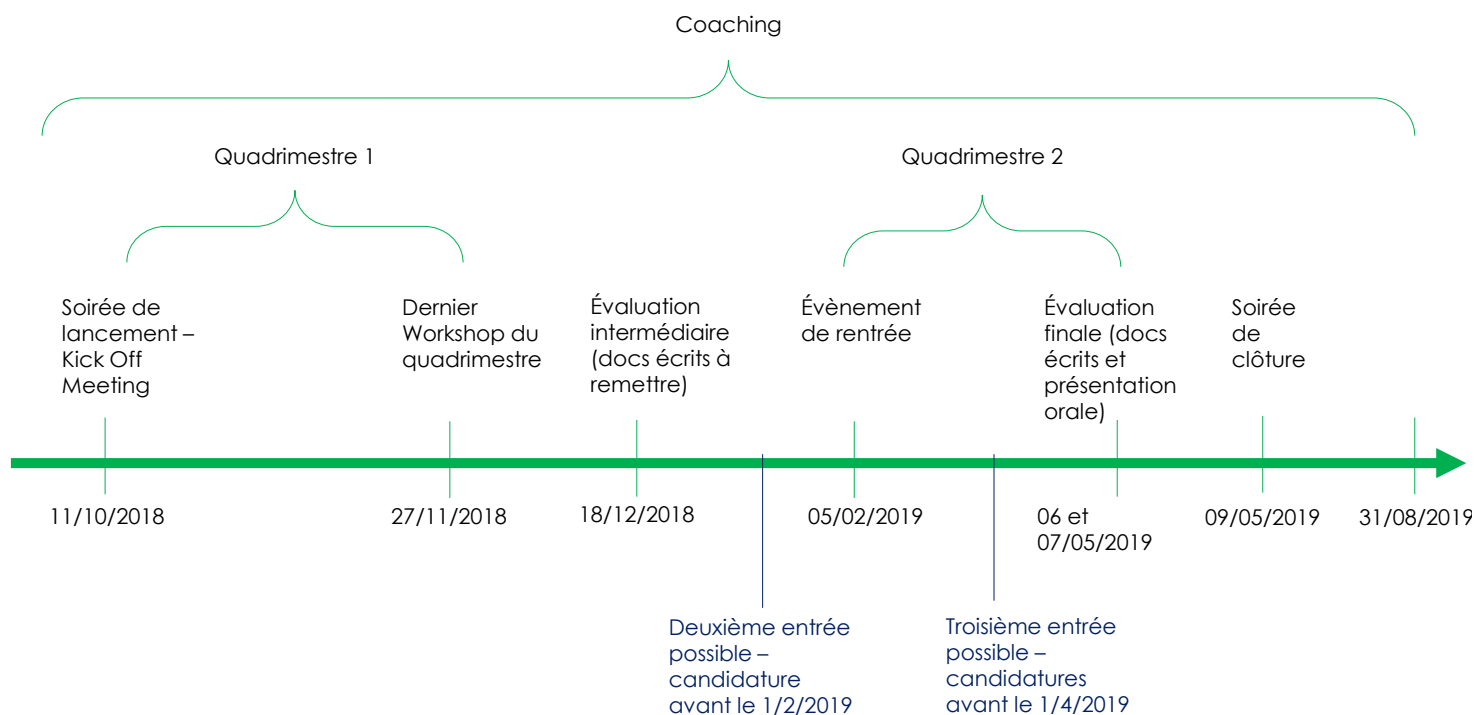 Coaching
Quadrimestre 1
Quadrimestre 2
Soirée de
lancement –
Kick Off
Meeting
Dernier
Workshop du
quadrimestre
Évaluation
intermédiaire
(docs écrits à
remettre)
Évènement
de rentrée
Évaluation
finale (docs
écrits et
présentation
orale)
Soirée
de
clôture
11/10/2018
27/11/2018
18/12/2018
05/02/2019
06 et
07/05/2019
09/05/2019
31/08/2019
Deuxième entrée
possible –
candidature
avant le 1/2/2019
Troisième entrée
possible –
candidatures
avant le 1/4/2019